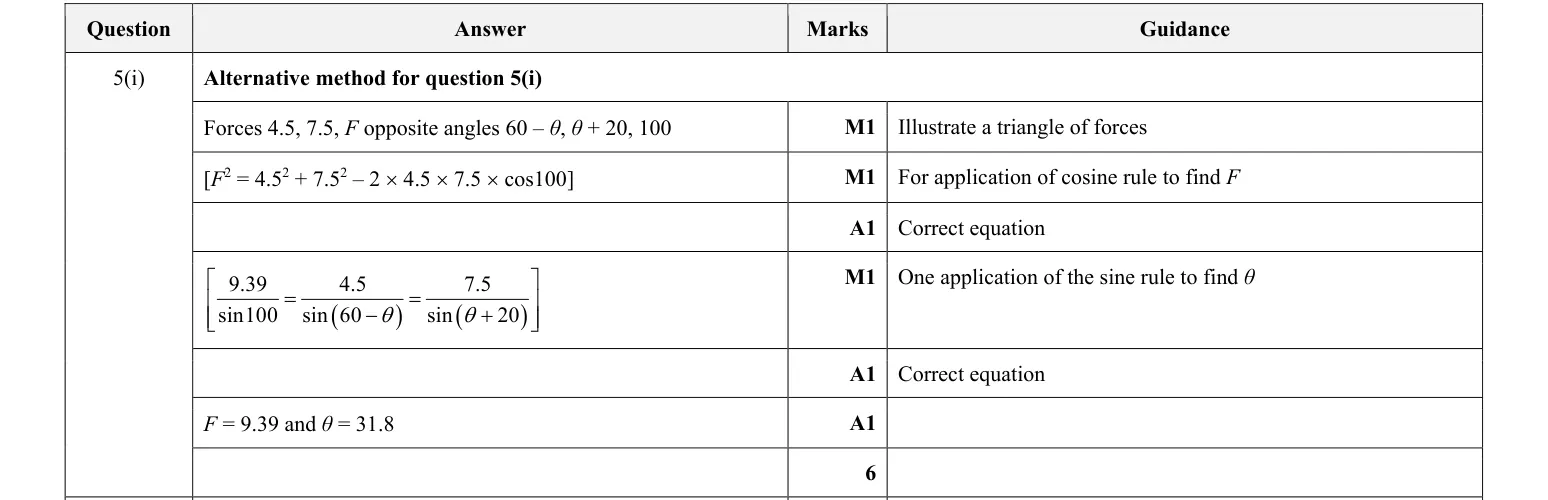 Question Answer Marks Guidance
5(i) Alternative method for question 5(i)
Forces 4.5, 7.5, F opposite angles 60 – θ, θ + 20, 100 M1 Illustrate a triangle of forces
[F² = 4.5² + 7.5² – 2 × 4.5 × 7.5 × cos100] M1 For application of cosine rule to find F
A1 Correct equation
[9.39/sin100 = 4.5/sin(60−θ) = 7.5/sin(θ+20)] M1 One application of the sine rule to find θ
A1 Correct equation
F = 9.39 and θ = 31.8 A1
6